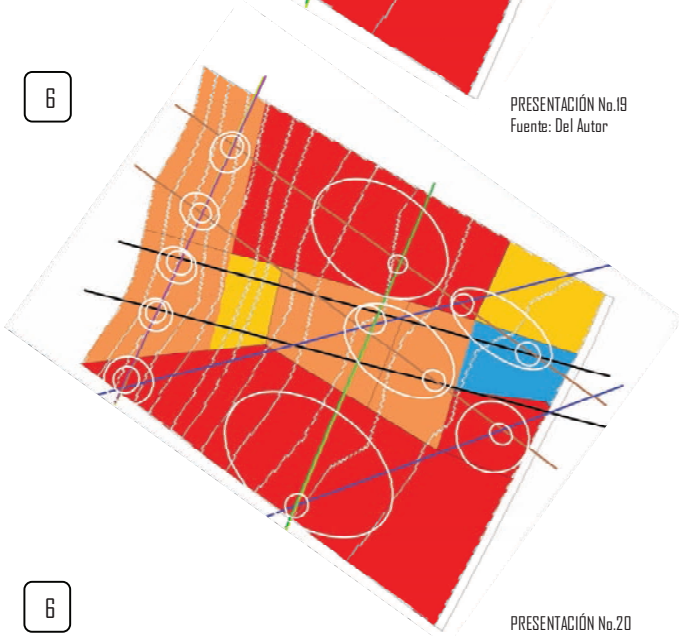 6
PRESENTACIÓN No.19
Fuente: Del Autor
6
PRESENTACIÓN No.20